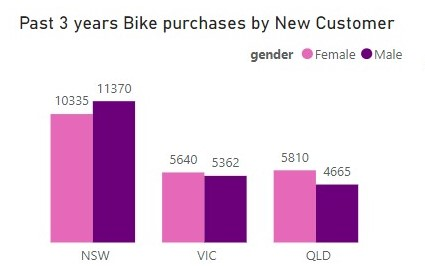 Past 3 years Bike purchases by New Customer
gender Female Male
10335 11370
5640 5362
5810 4665
NSW VIC QLD